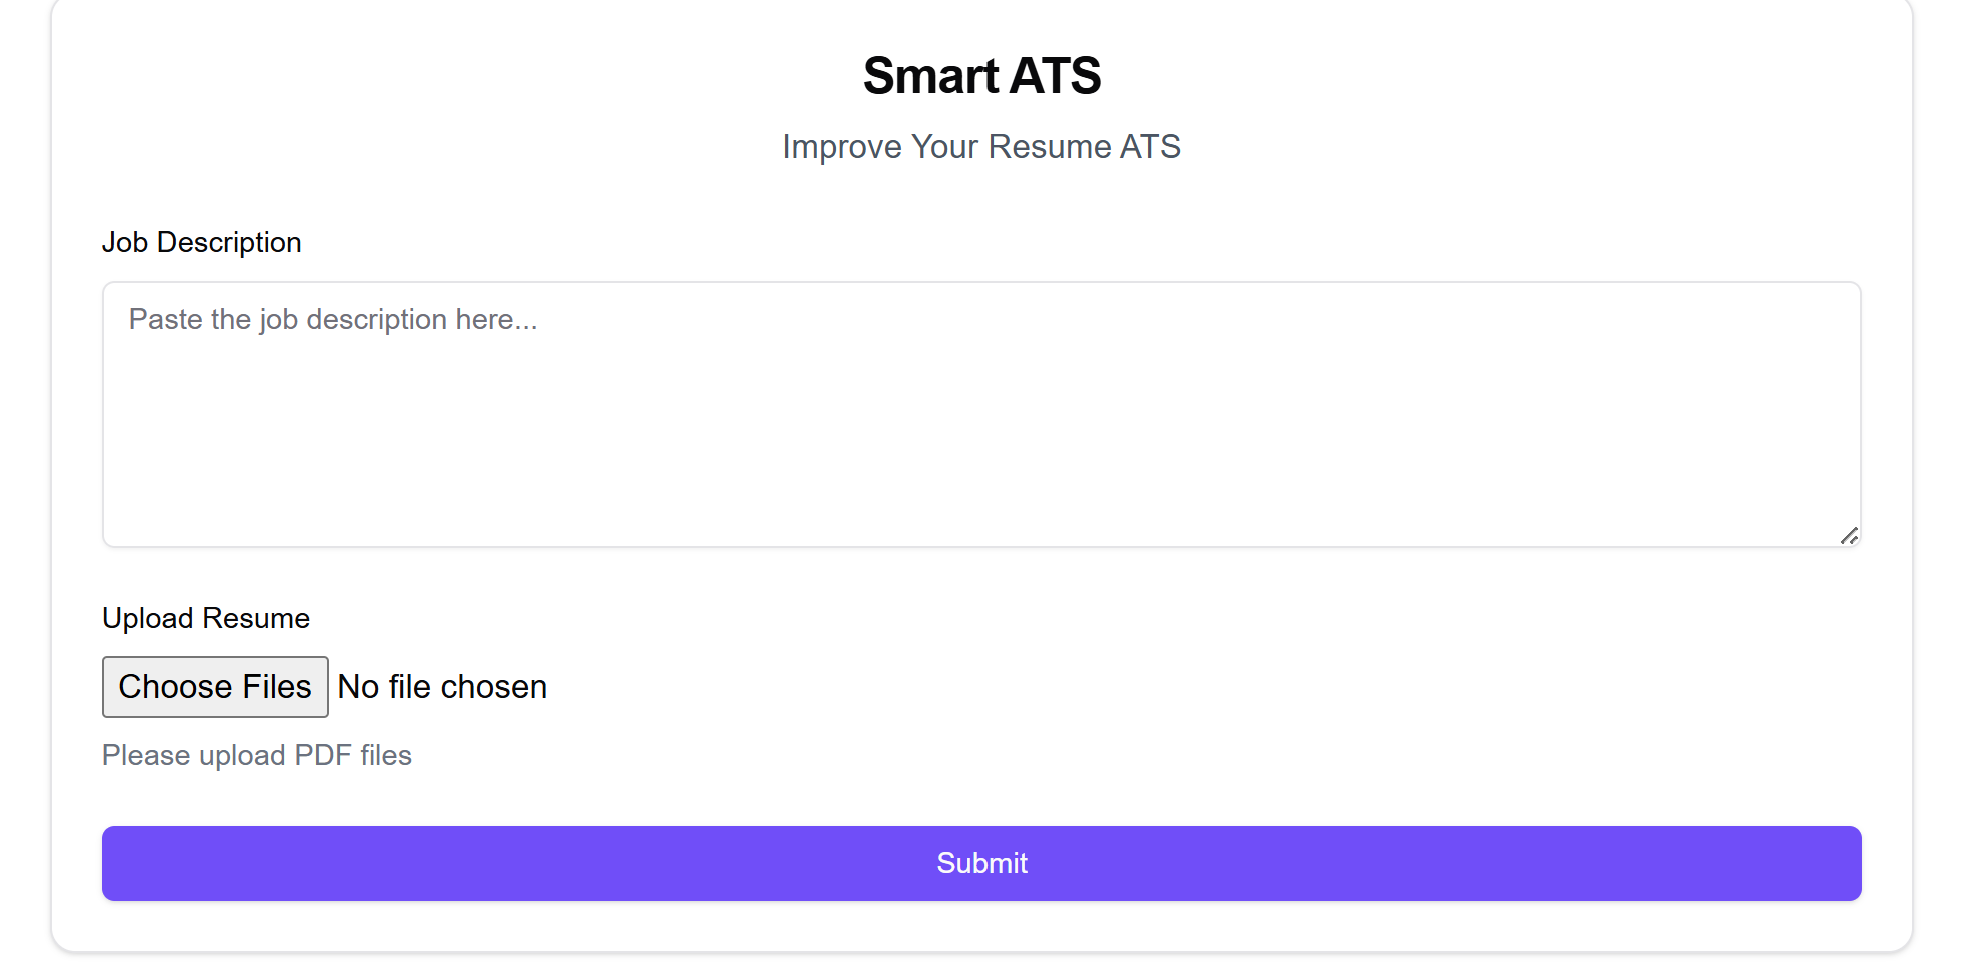 Smart ATS
Improve Your Resume ATS
Job Description
Paste the job description here...
Upload Resume
Choose Files No file chosen
Please upload PDF files
Submit